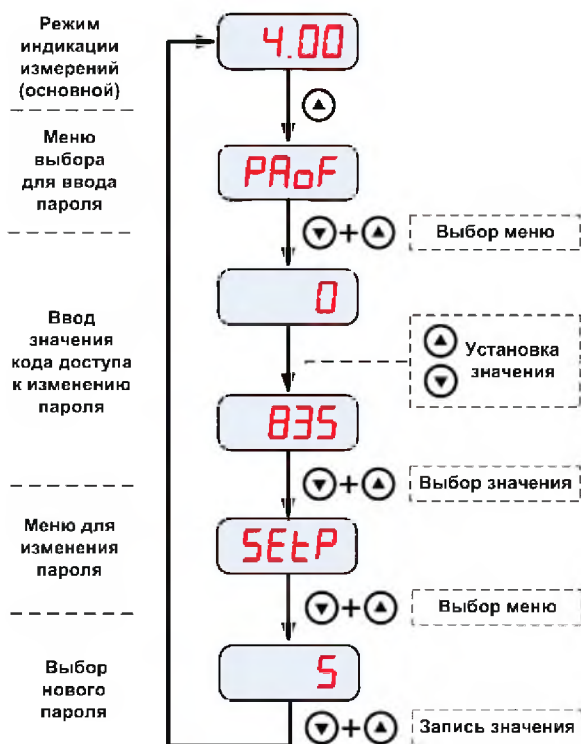 Режим
индикации
измерений
(основной)
4.00
Меню
выбора
для ввода
пароля
PAoF
+
Выбор меню
Ввод
значения
кода доступа
к изменению
пароля
0
Установка
значения
835
+
Выбор значения
Меню для
изменения
пароля
SEtP
+
Выбор меню
Выбор
нового
пароля
5
+
Запись значения